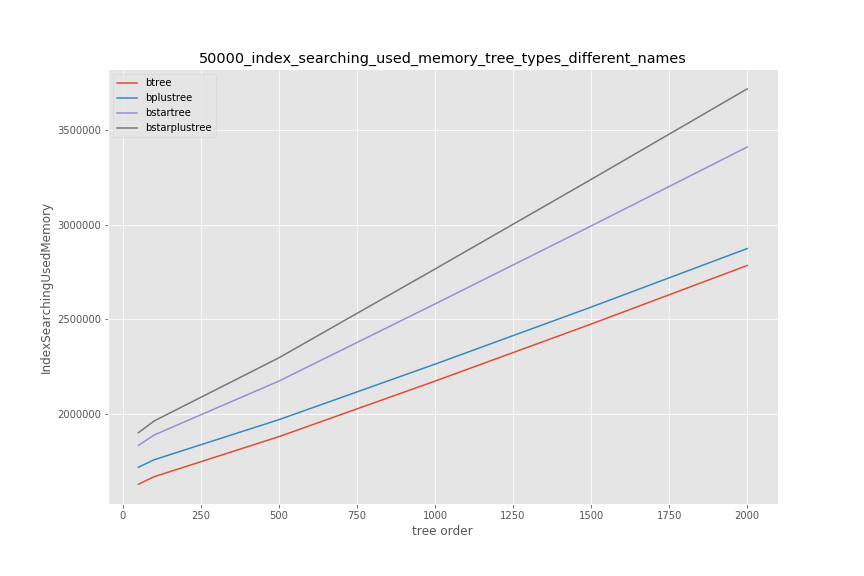 50000_index_searching_used_memory_tree_types_different_names
btree
bplustree
bstartree
bstarplustree
3500000
3000000
2500000
2000000
IndexSearchingUsedMemory
0 250 500 750 1000 1250 1500 1750 2000
tree order